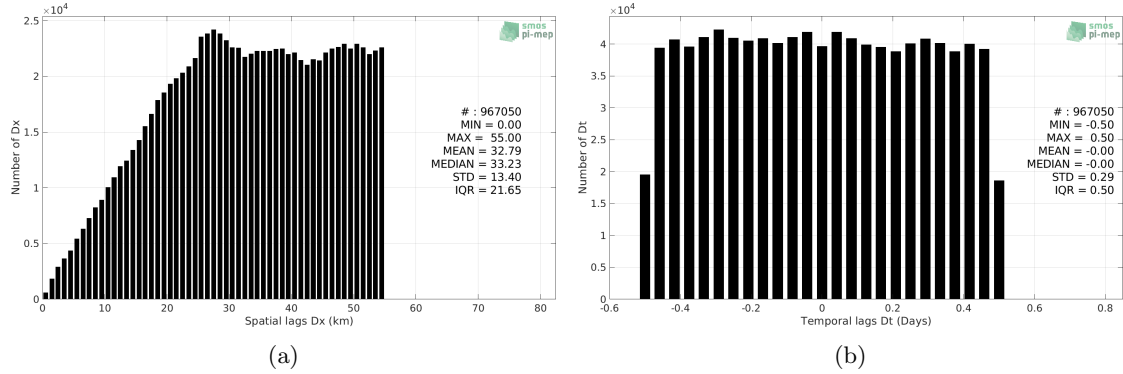 ×10⁴
2.5
2
1.5
1
0.5
0
Number of Dx
0 10 20 30 40 50 60 70 80
Spatial lags Dx (km)
smos
pi-mep
# : 967050
MIN = 0.00
MAX = 55.00
MEAN = 32.79
MEDIAN = 33.23
STD = 13.40
IQR = 21.65
(a)
×10⁴
4
3.5
3
2.5
2
1.5
1
0.5
0
Number of Dt
-0.6 -0.4 -0.2 0 0.2 0.4 0.6 0.8
Temporal lags Dt (Days)
smos
pi-mep
# : 967050
MIN = -0.50
MAX = 0.50
MEAN = -0.00
MEDIAN = -0.00
STD = 0.29
IQR = 0.50
(b)